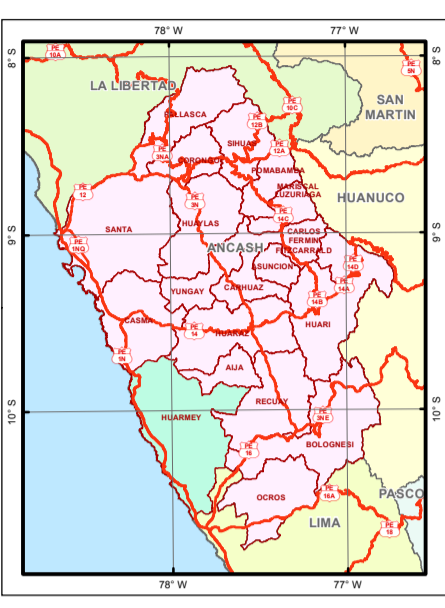 78° W
77° W
8° S
8° S
PE
10A
PE
5N
LA LIBERTAD
PE
10C
SAN
MARTIN
PALLASCA
PE
12B
SIHUAS
PE
3NA
PE
12A
CORONGO
POMABAMBA
PE
12
MARISCAL
LUZURIAGA
HUANUCO
PE
3N
PE
14C
HUAYLAS
SANTA
9° S
9° S
CARLOS
FERMIN
FITZCARRALD
PE
1NO
ANCASH
PE
14D
ASUNCION
PE
14A
YUNGAY
CARHUAZ
PE
14B
CASMA
HUARI
PE
14
HUARAZ
PE
1N
AIJA
RECUAY
10° S
10° S
HUARMEY
PE
3NE
BOLOGNESI
PE
16
OCROS
PE
16A
PASCO
LIMA
PE
18
78° W
77° W